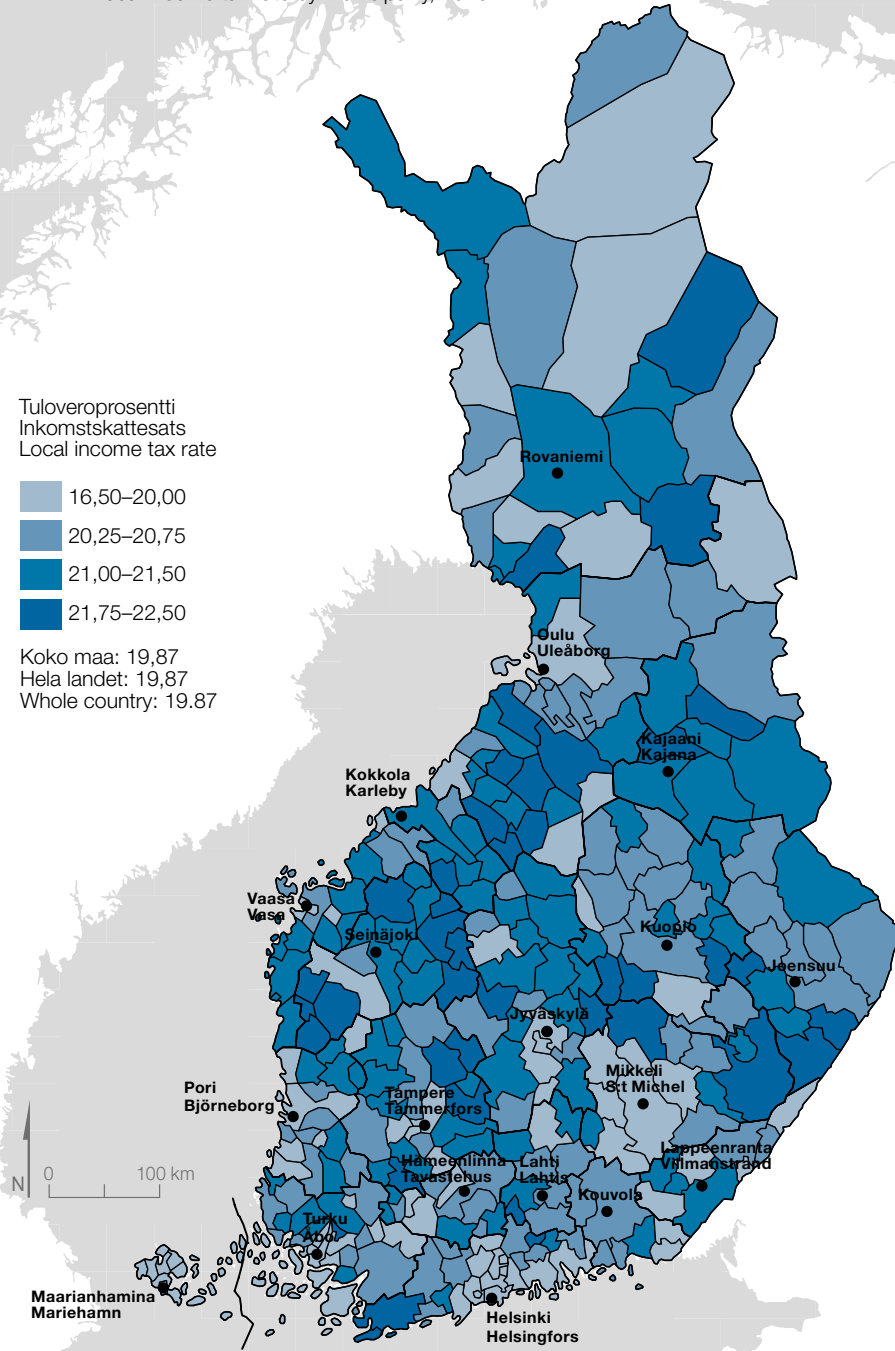 Tuloveroprosentti
Inkomstskattesats
Local income tax rate
16,50–20,00
20,25–20,75
21,00–21,50
21,75–22,50
Koko maa: 19,87
Hela landet: 19,87
Whole country: 19.87
Rovaniemi
Oulu
Uleåborg
Kajaani
Kajana
Kokkola
Karleby
Vaasa
Vasa
Seinäjoki
Kuopio
Joensuu
Jyväskylä
Mikkeli
S:t Michel
Pori
Björneborg
Tampere
Tammerfors
Hämeenlinna
Tavastehus
Lahti
Lahtis
Lappeenranta
Villmanstrand
Kouvola
Turku
Åbo
Maarianhamina
Mariehamn
Helsinki
Helsingfors
N
0
100 km